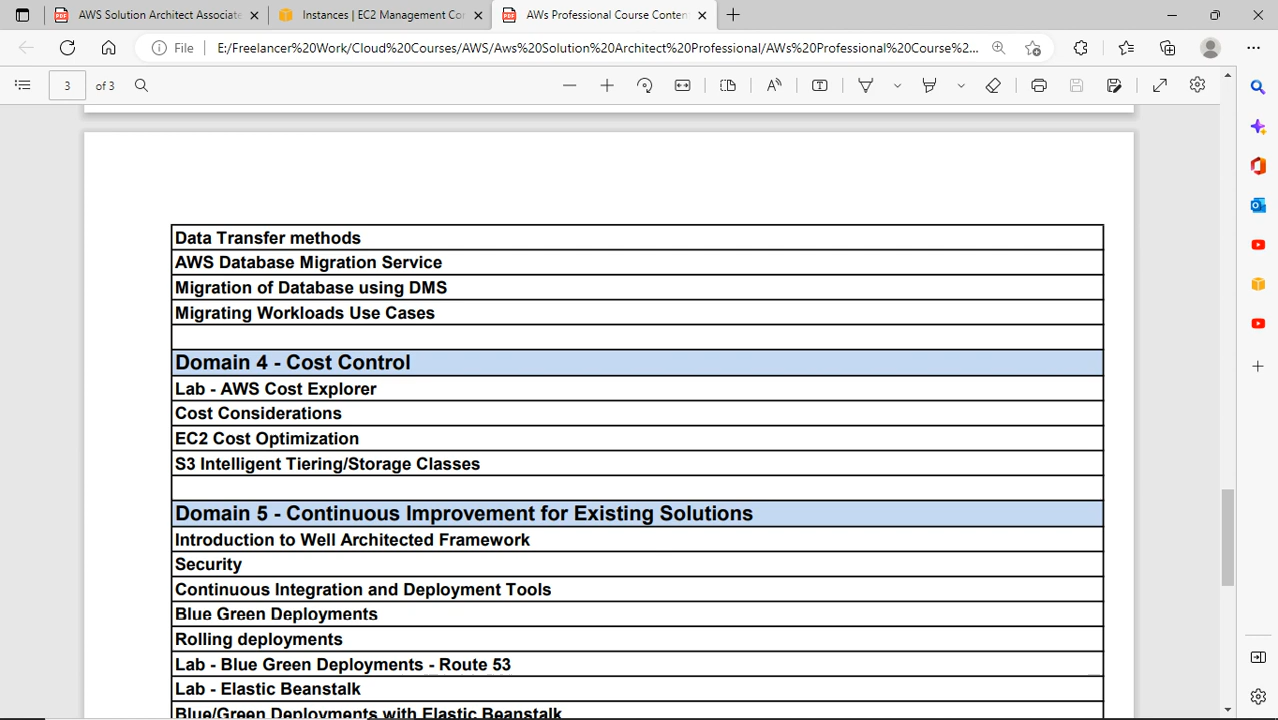 AWS Solution Architect Associate
Instances | EC2 Management Con
AWs Professional Course Conten
File
E:/Freelancer%20Work/Cloud%20Courses/AWS/Aws%20Solution%20Architect%20Professional/AWs%20Professional%20Course%...
3 of 3
Data Transfer methods
AWS Database Migration Service
Migration of Database using DMS
Migrating Workloads Use Cases
Domain 4 - Cost Control
Lab - AWS Cost Explorer
Cost Considerations
EC2 Cost Optimization
S3 Intelligent Tiering/Storage Classes
Domain 5 - Continuous Improvement for Existing Solutions
Introduction to Well Architected Framework
Security
Continuous Integration and Deployment Tools
Blue Green Deployments
Rolling deployments
Lab - Blue Green Deployments - Route 53
Lab - Elastic Beanstalk
Blue/Green Deployments with Elastic Beanstalk